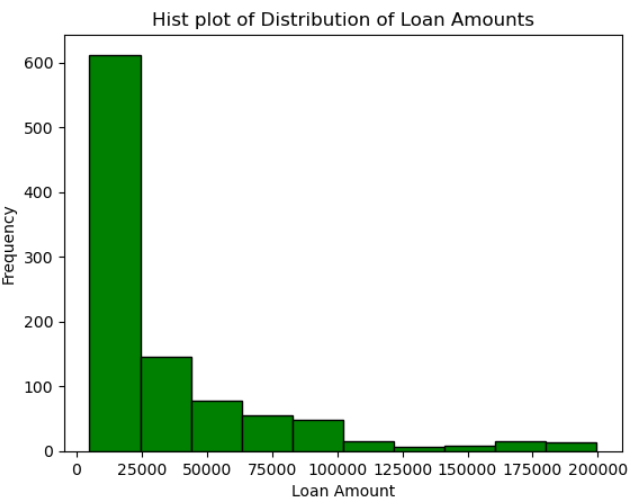 Hist plot of Distribution of Loan Amounts
600
500
400
300
200
100
0
Frequency
0 25000 50000 75000 100000 125000 150000 175000 200000
Loan Amount